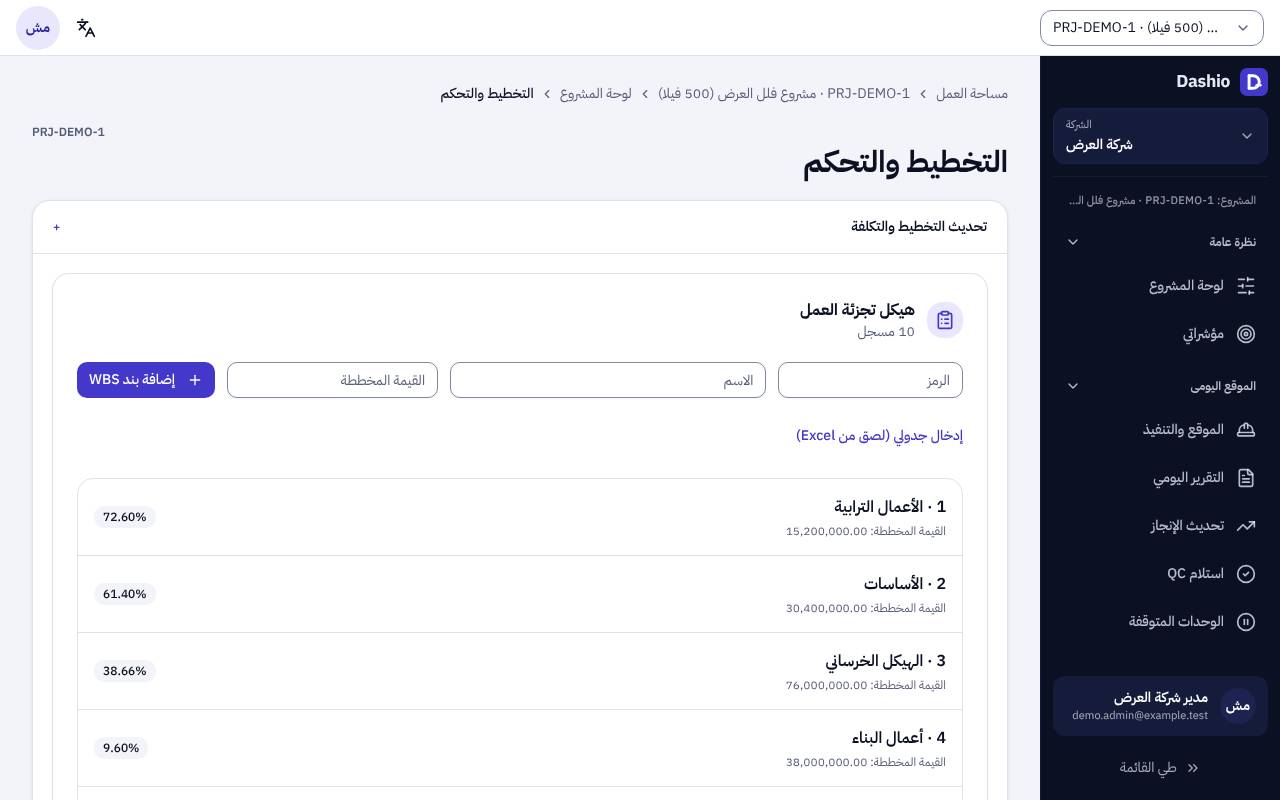 PRJ-DEMO-1 · (500 فيلا) ...
مش
Dashio
الشركة
شركة العرض
المشروع: PRJ-DEMO-1 · مشروع فلل الـ...
نظرة عامة
لوحة المشروع
مؤشراتي
الموقع اليومي
الموقع والتنفيذ
التقرير اليومي
تحديث الإنجاز
استلام QC
الوحدات المتوقفة
مش
مدير شركة العرض
demo.admin@example.test
طي القائمة
مساحة العمل › PRJ-DEMO-1 · مشروع فلل العرض (500 فيلا) › لوحة المشروع › التخطيط والتحكم
PRJ-DEMO-1
التخطيط والتحكم
تحديث التخطيط والتكلفة
+
هيكل تجزئة العمل
10 مسجل
الرمز
الاسم
القيمة المخططة
+ إضافة بند WBS
إدخال جدولي (لصق من Excel)
1 · الأعمال الترابية
القيمة المخططة: 15,200,000.00
72.60%
2 · الأساسات
القيمة المخططة: 30,400,000.00
61.40%
3 · الهيكل الخرساني
القيمة المخططة: 76,000,000.00
38.66%
4 · أعمال البناء
القيمة المخططة: 38,000,000.00
9.60%